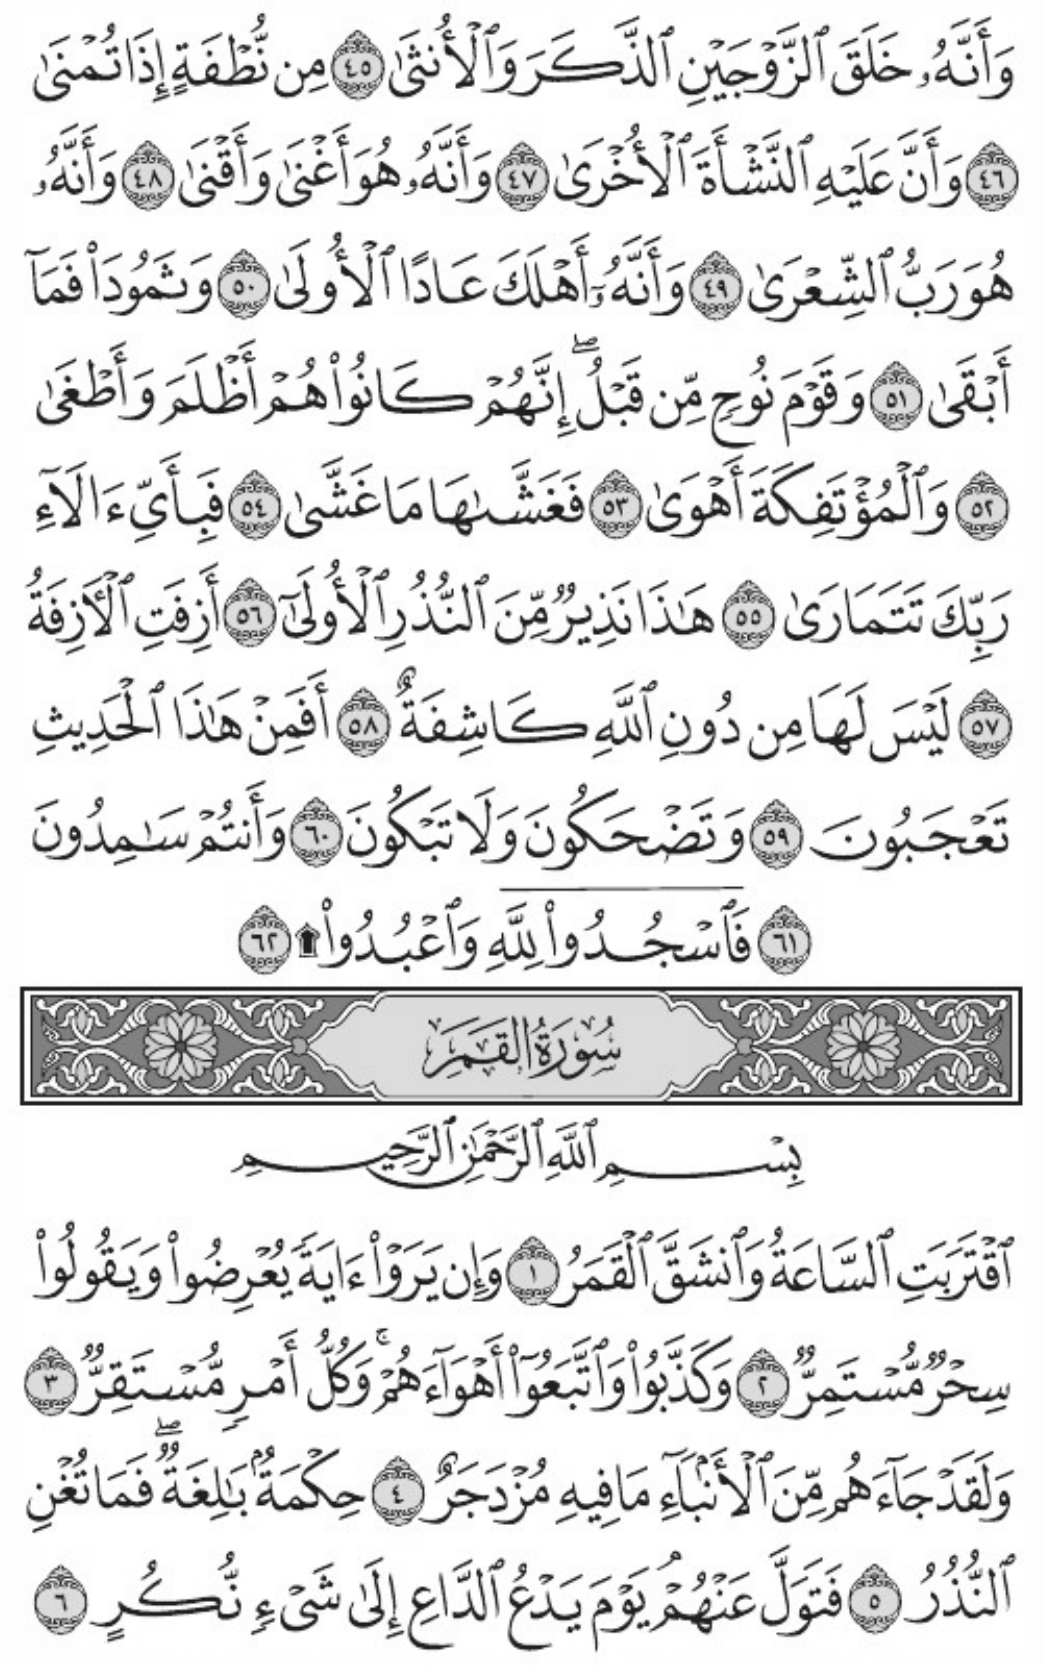 وَأَنَّهُۥ خَلَقَ ٱلزَّوْجَيْنِ ٱلذَّكَرَ وَٱلْأُنثَىٰ ٤٥ مِن نُّطْفَةٍ إِذَا تُمْنَىٰ
٤٦ وَأَنَّ عَلَيْهِ ٱلنَّشْأَةَ ٱلْأُخْرَىٰ ٤٧ وَأَنَّهُۥ هُوَ أَغْنَىٰ وَأَقْنَىٰ ٤٨ وَأَنَّهُۥ
هُوَ رَبُّ ٱلشِّعْرَىٰ ٤٩ وَأَنَّهُۥٓ أَهْلَكَ عَادًا ٱلْأُولَىٰ ٥٠ وَثَمُودَا۟ فَمَآ
أَبْقَىٰ ٥١ وَقَوْمَ نُوحٍ مِّن قَبْلُ ۖ إِنَّهُمْ كَانُوا۟ هُمْ أَظْلَمَ وَأَطْغَىٰ
٥٢ وَٱلْمُؤْتَفِكَةَ أَهْوَىٰ ٥٣ فَغَشَّىٰهَا مَا غَشَّىٰ ٥٤ فَبِأَىِّ ءَالَآءِ
رَبِّكَ تَتَمَارَىٰ ٥٥ هَٰذَا نَذِيرٌ مِّنَ ٱلنُّذُرِ ٱلْأُولَىٰٓ ٥٦ أَزِفَتِ ٱلْءَازِفَةُ
٥٧ لَيْسَ لَهَا مِن دُونِ ٱللَّهِ كَاشِفَةٌ ٥٨ أَفَمِنْ هَٰذَا ٱلْحَدِيثِ
تَعْجَبُونَ ٥٩ وَتَضْحَكُونَ وَلَا تَبْكُونَ ٦٠ وَأَنتُمْ سَٰمِدُونَ
٦١ فَٱسْجُدُوا۟ لِلَّهِ وَٱعْبُدُوا۟ ۩ ٦٢
سُورَةُ القَمَرِ
بِسْمِ ٱللَّهِ ٱلرَّحْمَٰنِ ٱلرَّحِيمِ
ٱقْتَرَبَتِ ٱلسَّاعَةُ وَٱنشَقَّ ٱلْقَمَرُ ١ وَإِن يَرَوْا۟ ءَايَةً يُعْرِضُوا۟ وَيَقُولُوا۟
سِحْرٌ مُّسْتَمِرٌّ ٢ وَكَذَّبُوا۟ وَٱتَّبَعُوٓا۟ أَهْوَآءَهُمْ ۚ وَكُلُّ أَمْرٍ مُّسْتَقِرٌّ ٣
وَلَقَدْ جَآءَهُم مِّنَ ٱلْأَنۢبَآءِ مَا فِيهِ مُزْدَجَرٌ ٤ حِكْمَةٌۢ بَٰلِغَةٌ ۖ فَمَا تُغْنِ
ٱلنُّذُرُ ٥ فَتَوَلَّ عَنْهُمْ ۘ يَوْمَ يَدْعُ ٱلدَّاعِ إِلَىٰ شَىْءٍ نُّكُرٍ ٦